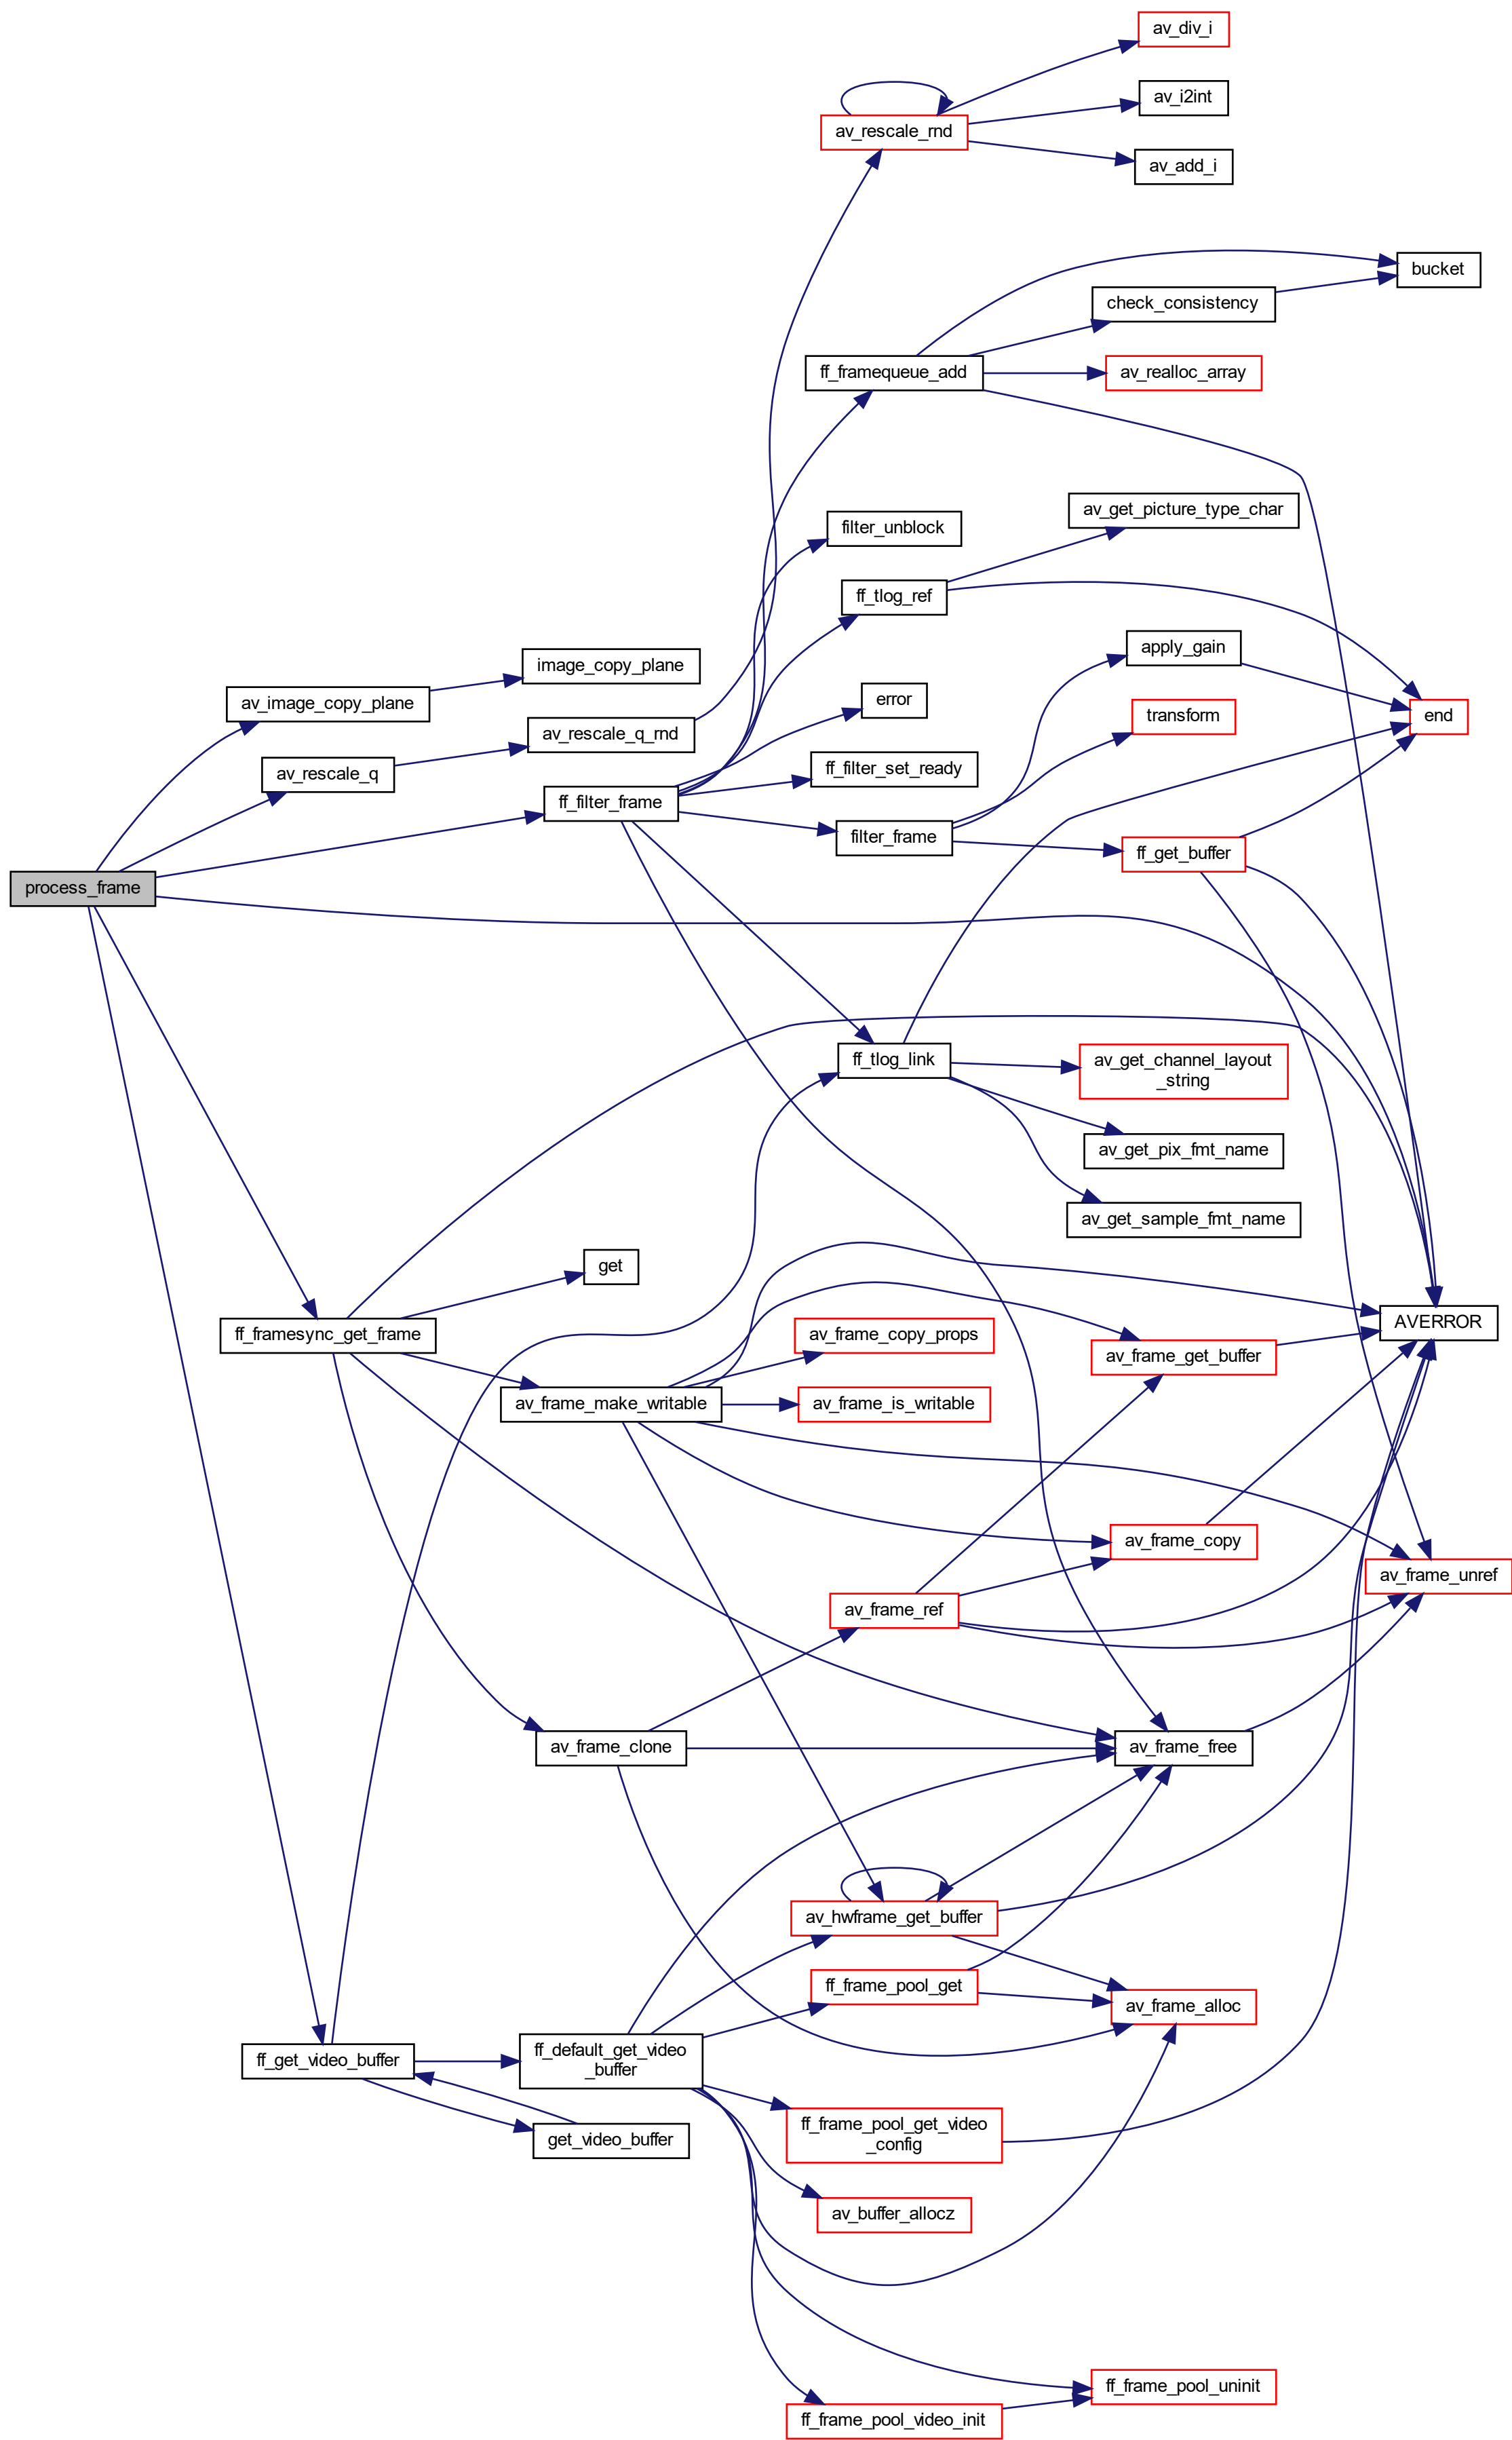 av_div_i
av_i2int
av_rescale_rnd
av_add_i
bucket
check_consistency
ff_framequeue_add
av_realloc_array
av_get_picture_type_char
filter_unblock
ff_tlog_ref
apply_gain
image_copy_plane
av_image_copy_plane
error
transform
end
av_rescale_q_rnd
av_rescale_q
ff_filter_set_ready
ff_filter_frame
filter_frame
ff_get_buffer
process_frame
ff_tlog_link
av_get_channel_layout
_string
av_get_pix_fmt_name
av_get_sample_fmt_name
get
ff_framesync_get_frame
av_frame_copy_props
AVERROR
av_frame_get_buffer
av_frame_make_writable
av_frame_is_writable
av_frame_copy
av_frame_unref
av_frame_ref
av_frame_clone
av_frame_free
av_hwframe_get_buffer
ff_frame_pool_get
av_frame_alloc
ff_get_video_buffer
ff_default_get_video
_buffer
get_video_buffer
ff_frame_pool_get_video
_config
av_buffer_allocz
ff_frame_pool_uninit
ff_frame_pool_video_init